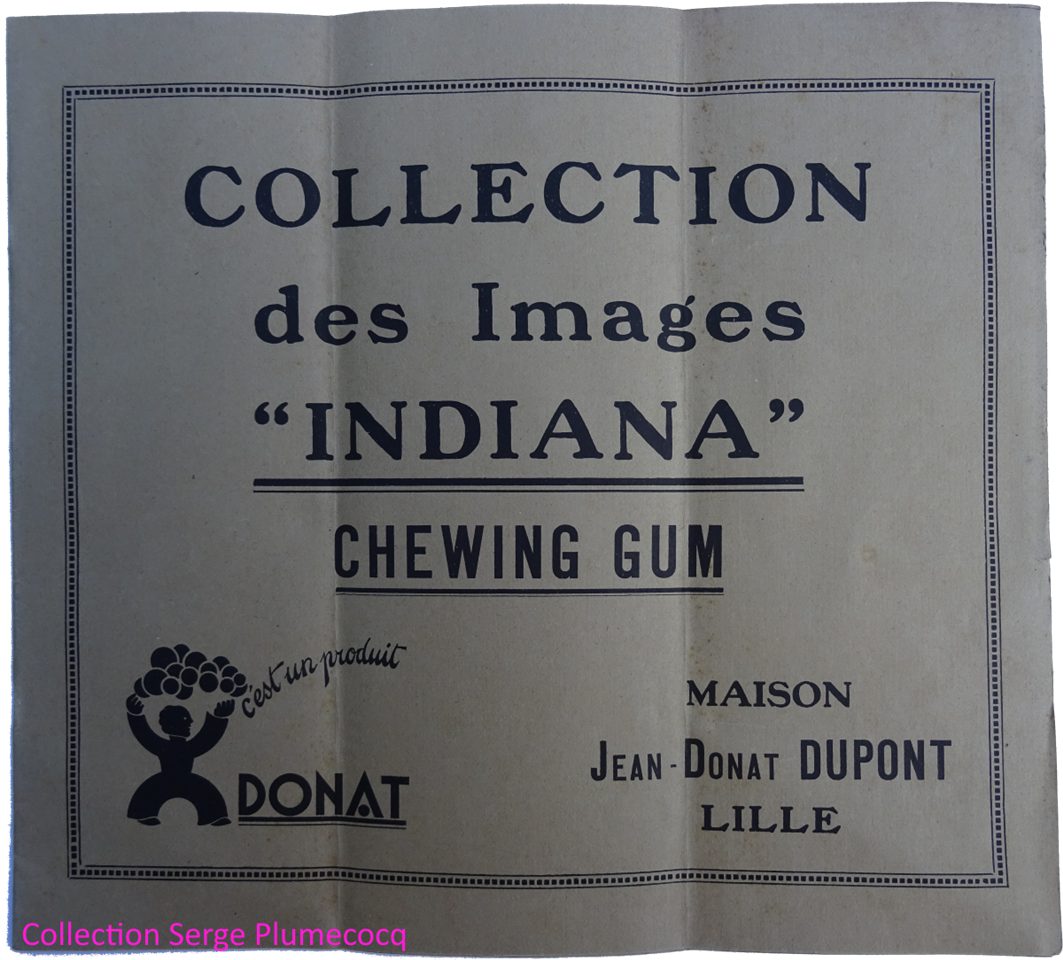 COLLECTION
des Images
“INDIANA”
CHEWING GUM
c'est un produit
DONAT
MAISON
JEAN-DONAT DUPONT
LILLE
Collection Serge Plumecocq